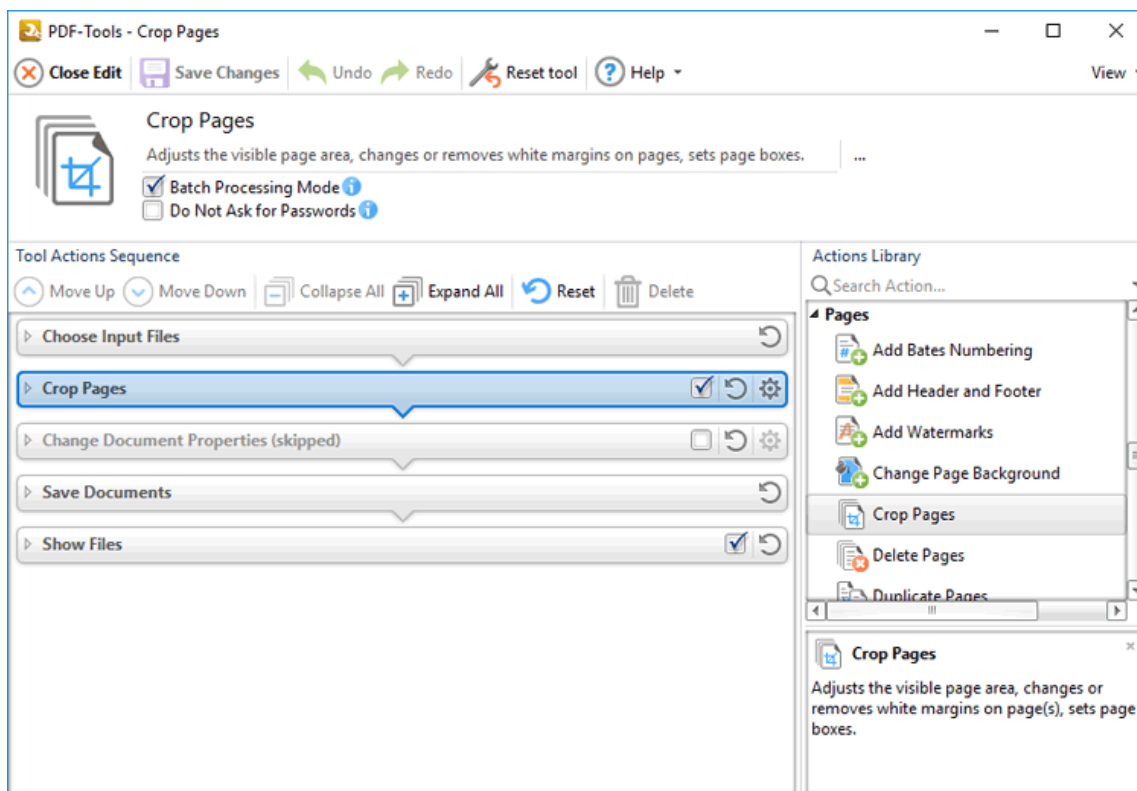 PDF-Tools - Crop Pages
Close Edit Save Changes Undo Redo Reset tool Help View
Crop Pages
Adjusts the visible page area, changes or removes white margins on pages, sets page boxes. ...
Batch Processing Mode
Do Not Ask for Passwords
Tool Actions Sequence
Move Up Move Down Collapse All Expand All Reset Delete
Choose Input Files
Crop Pages
Change Document Properties (skipped)
Save Documents
Show Files
Actions Library
Search Action...
Pages
Add Bates Numbering
Add Header and Footer
Add Watermarks
Change Page Background
Crop Pages
Delete Pages
Duplicate Pages
Crop Pages
Adjusts the visible page area, changes or
removes white margins on page(s), sets page
boxes.